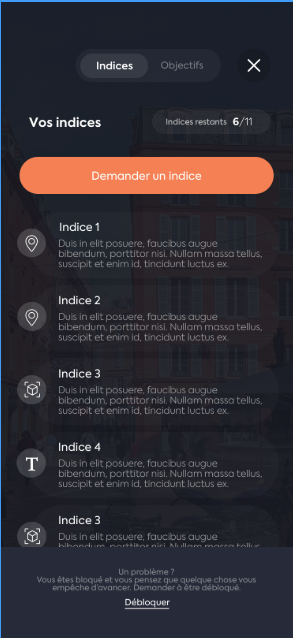 Indices Objectifs
Vos indices Indices restants 6/11
Demander un indice
Indice 1
Duis in elit posuere, faucibus augue
bibendum, porttitor nisi. Nullam massa tellus,
suscipit et enim id, tincidunt luctus ex.
Indice 2
Duis in elit posuere, faucibus augue
bibendum, porttitor nisi. Nullam massa tellus,
suscipit et enim id, tincidunt luctus ex.
Indice 3
Duis in elit posuere, faucibus augue
bibendum, porttitor nisi. Nullam massa tellus,
suscipit et enim id, tincidunt luctus ex.
T
Indice 4
Duis in elit posuere, faucibus augue
bibendum, porttitor nisi. Nullam massa tellus,
suscipit et enim id, tincidunt luctus ex.
Indice 3
Duis in elit posuere, faucibus augue
bibendum, porttitor nisi. Nullam massa tellus,
Un problème ?
Vous êtes bloqué et vous pensez que quelque chose vous
empêche d'avancer. Demander à être débloqué.
Débloquer